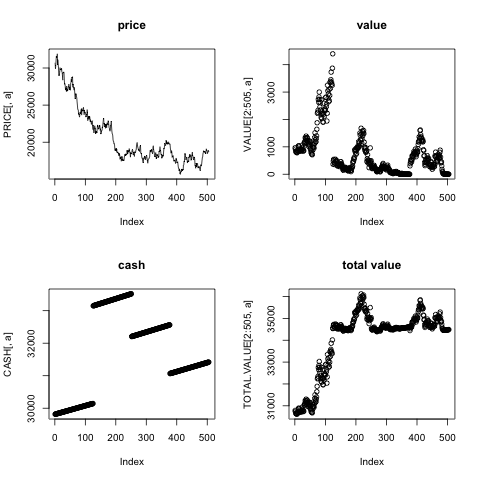 price
PRICE[, a]
20000 25000 30000
0 100 200 300 400 500
Index
value
VALUE[2:505, a]
0 1000 3000
0 100 200 300 400 500
Index
cash
CASH[, a]
30000 32000
0 100 200 300 400 500
Index
total value
TOTAL.VALUE[2:505, a]
31000 33000 35000
0 100 200 300 400 500
Index